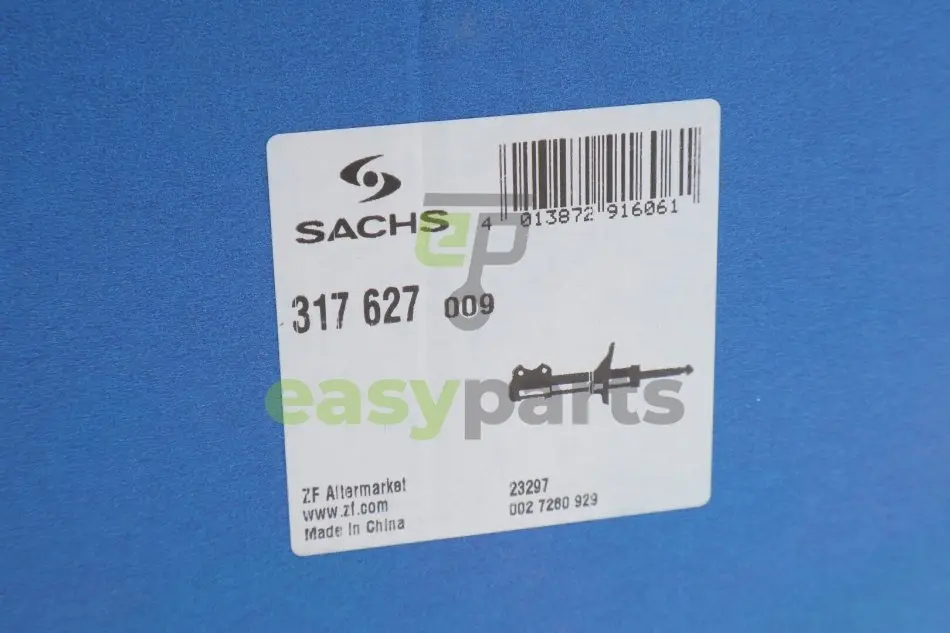 SACHS
4 013872 916061
ep
317 627 009
easyparts
ZF Aftermarket
www.zf.com
Made in China
23297
002 7260 929